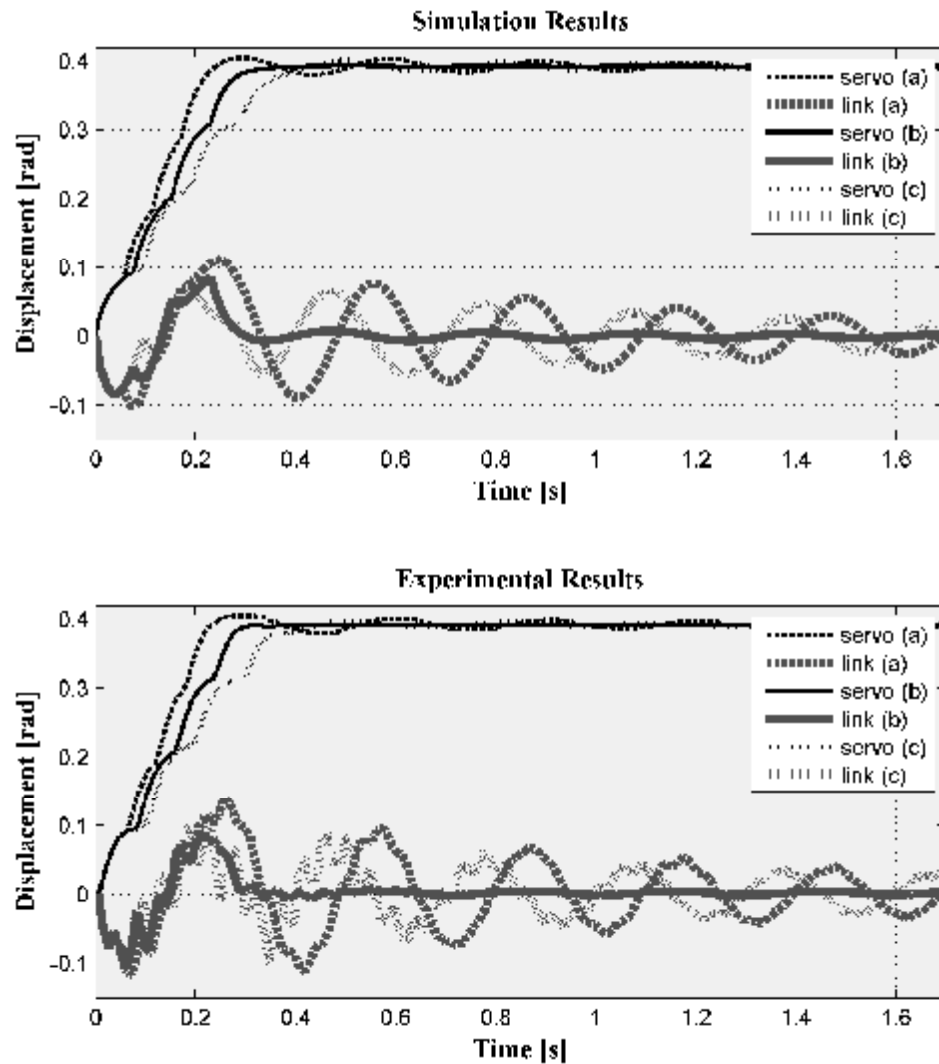 Simulation Results
Displacement [rad]
0.4
0.3
0.2
0.1
0
-0.1
servo (a)
link (a)
servo (b)
link (b)
servo (c)
link (c)
0 0.2 0.4 0.6 0.8 1 1.2 1.4 1.6
Time [s]
Experimental Results
Displacement [rad]
0.4
0.3
0.2
0.1
0
-0.1
servo (a)
link (a)
servo (b)
link (b)
servo (c)
link (c)
0 0.2 0.4 0.6 0.8 1 1.2 1.4 1.6
Time [s]